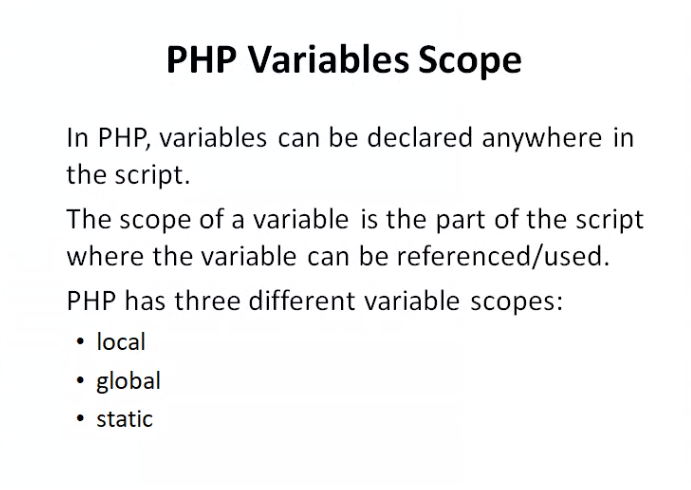 PHP Variables Scope
In PHP, variables can be declared anywhere in
the script.
The scope of a variable is the part of the script
where the variable can be referenced/used.
PHP has three different variable scopes:
• local
• global
• static